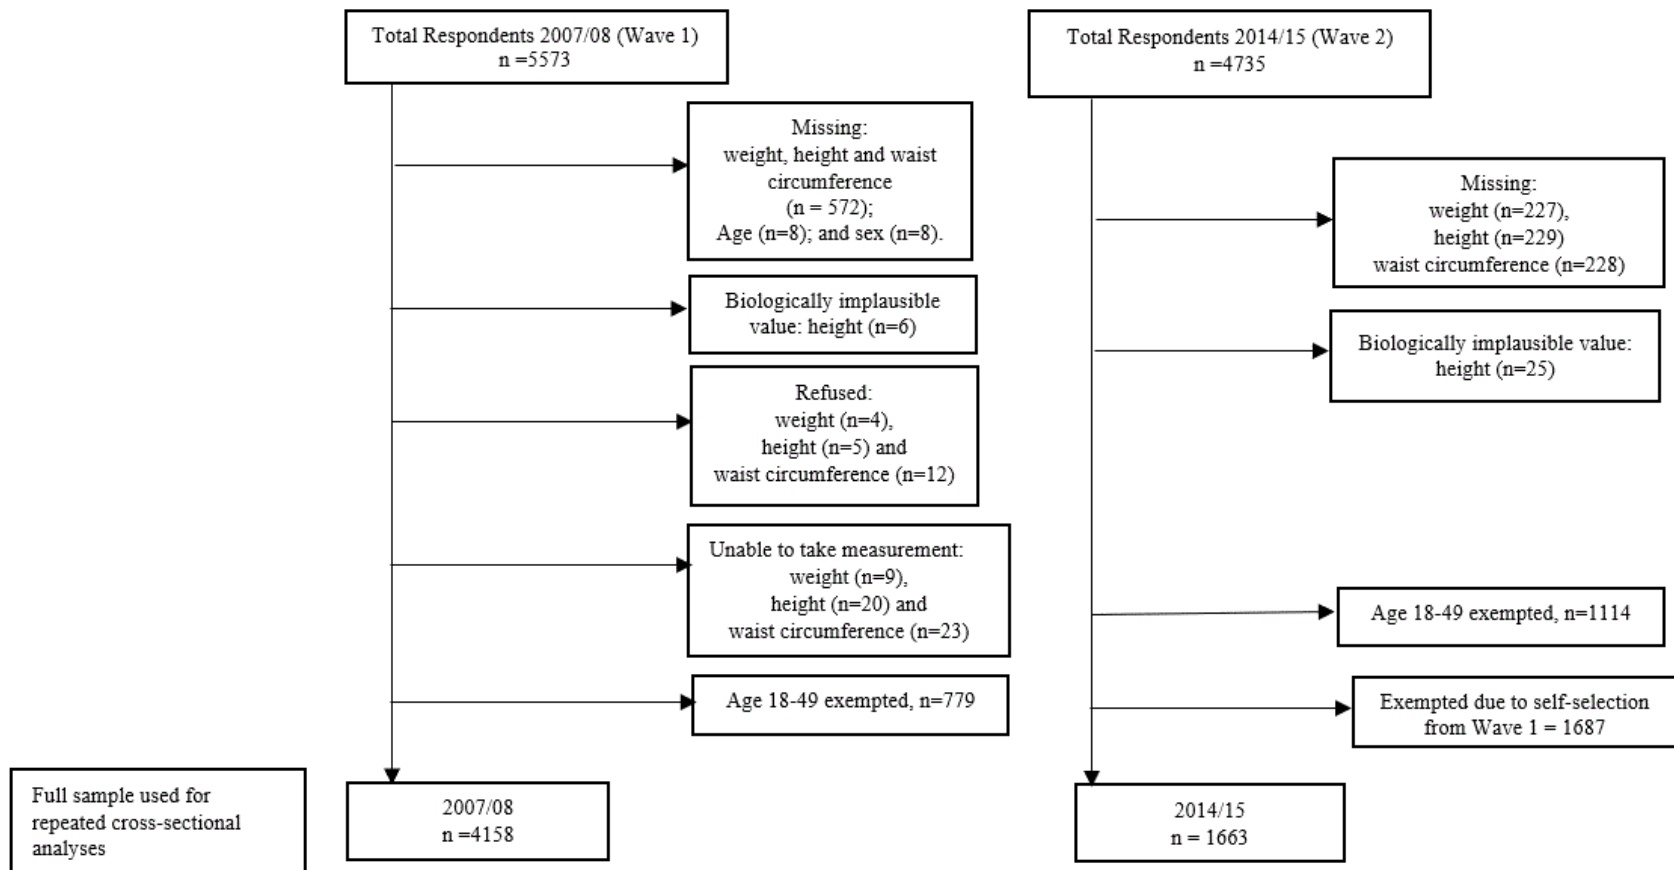 Total Respondents 2007/08 (Wave 1)
n =5573
Missing:
weight, height and waist
circumference
(n = 572);
Age (n=8); and sex (n=8).
Biologically implausible
value: height (n=6)
Refused:
weight (n=4),
height (n=5) and
waist circumference (n=12)
Unable to take measurement:
weight (n=9),
height (n=20) and
waist circumference (n=23)
Age 18-49 exempted, n=779
2007/08
n =4158
Total Respondents 2014/15 (Wave 2)
n =4735
Missing:
weight (n=227),
height (n=229)
waist circumference (n=228)
Biologically implausible value:
height (n=25)
Age 18-49 exempted, n=1114
Exempted due to self-selection
from Wave 1 = 1687
2014/15
n = 1663
Full sample used for
repeated cross-sectional
analyses